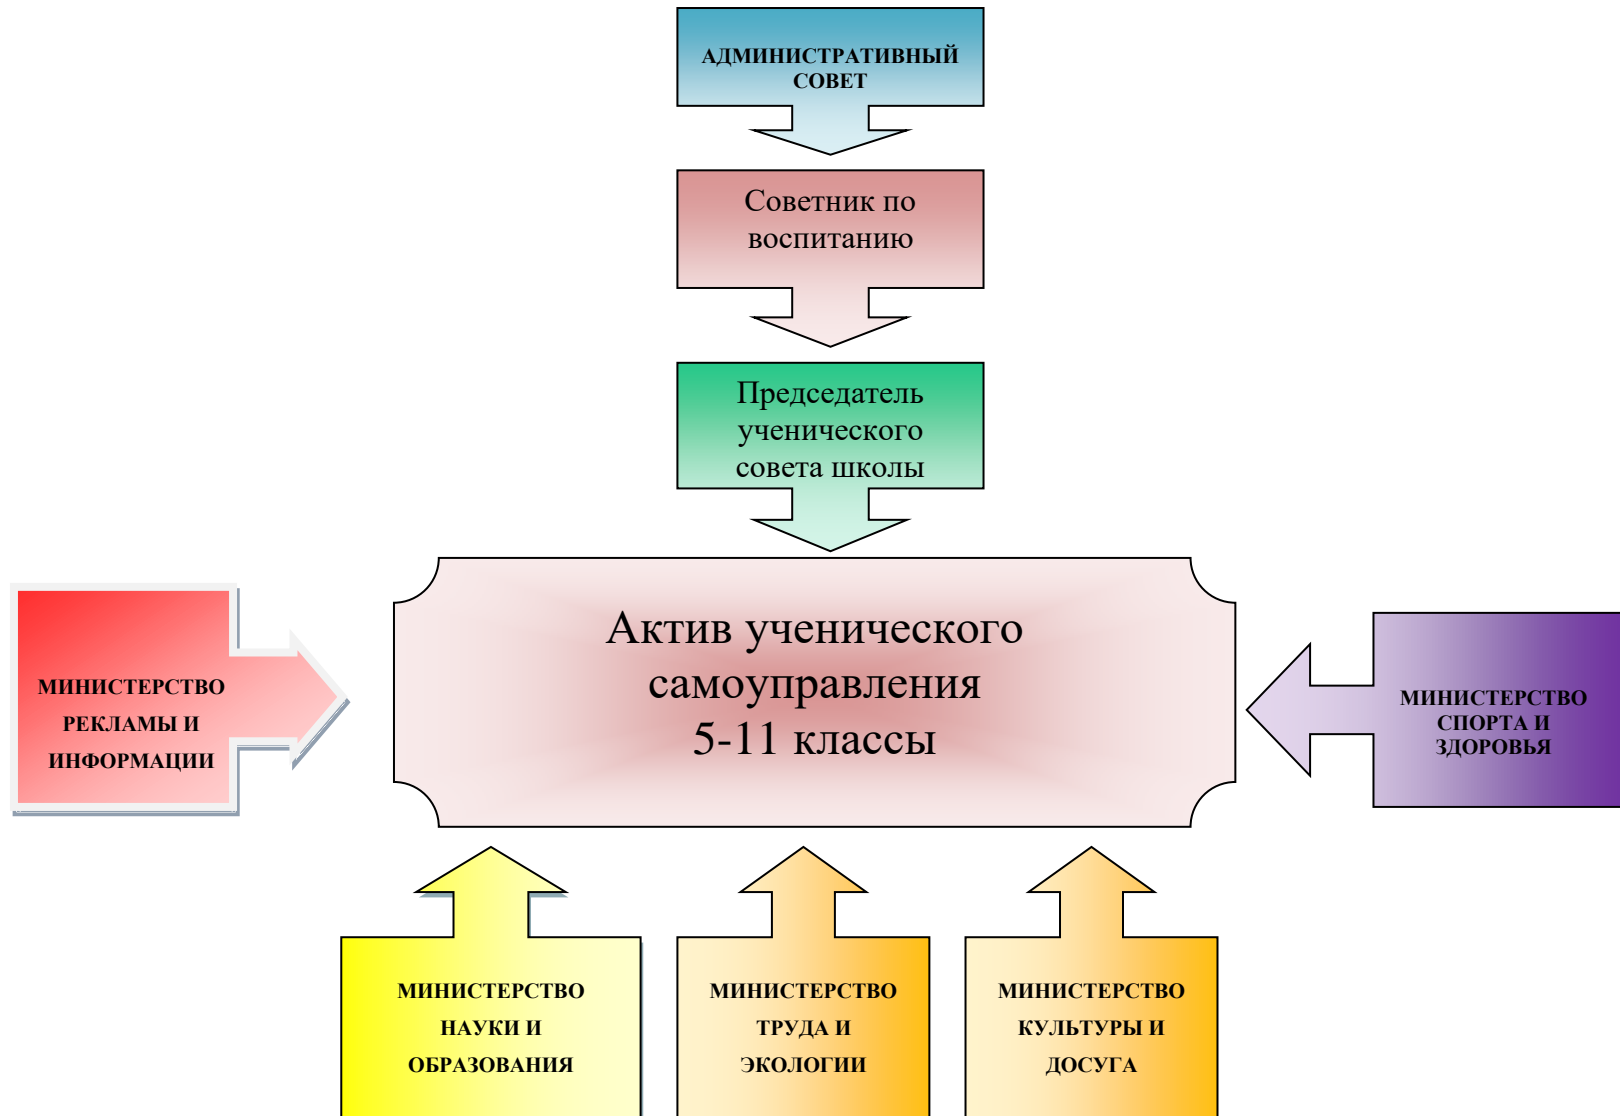 АДМИНИСТРАТИВНЫЙ
СОВЕТ
Советник по
воспитанию
Председатель
ученического
совета школы
Актив ученического
самоуправления
5-11 классы
МИНИСТЕРСТВО
РЕКЛАМЫ И
ИНФОРМАЦИИ
МИНИСТЕРСТВО
СПОРТА И
ЗДОРОВЬЯ
МИНИСТЕРСТВО
НАУКИ И
ОБРАЗОВАНИЯ
МИНИСТЕРСТВО
ТРУДА И
ЭКОЛОГИИ
МИНИСТЕРСТВО
КУЛЬТУРЫ И
ДОСУГА